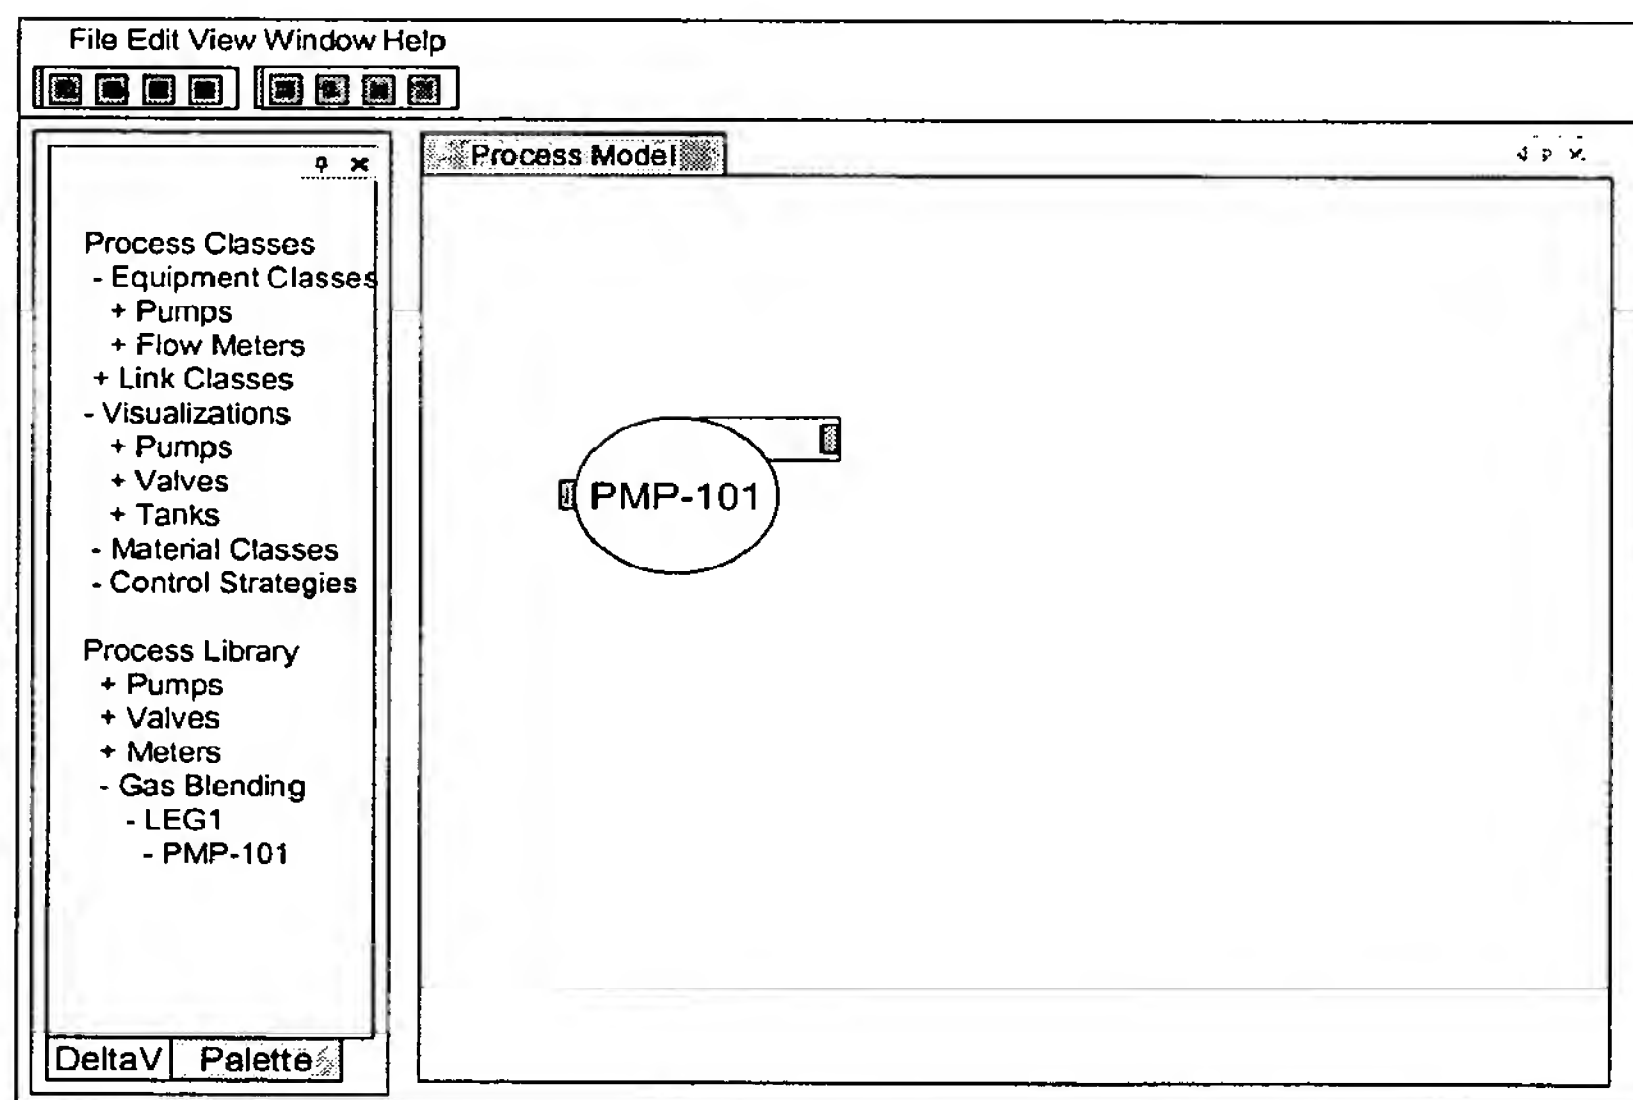 File Edit View Window Help
Process Model
Process Classes
- Equipment Classes
+ Pumps
+ Flow Meters
+ Link Classes
- Visualizations
+ Pumps
+ Valves
+ Tanks
- Material Classes
- Control Strategies
Process Library
+ Pumps
+ Valves
+ Meters
- Gas Blending
- LEG1
- PMP-101
PMP-101
DeltaV Palette